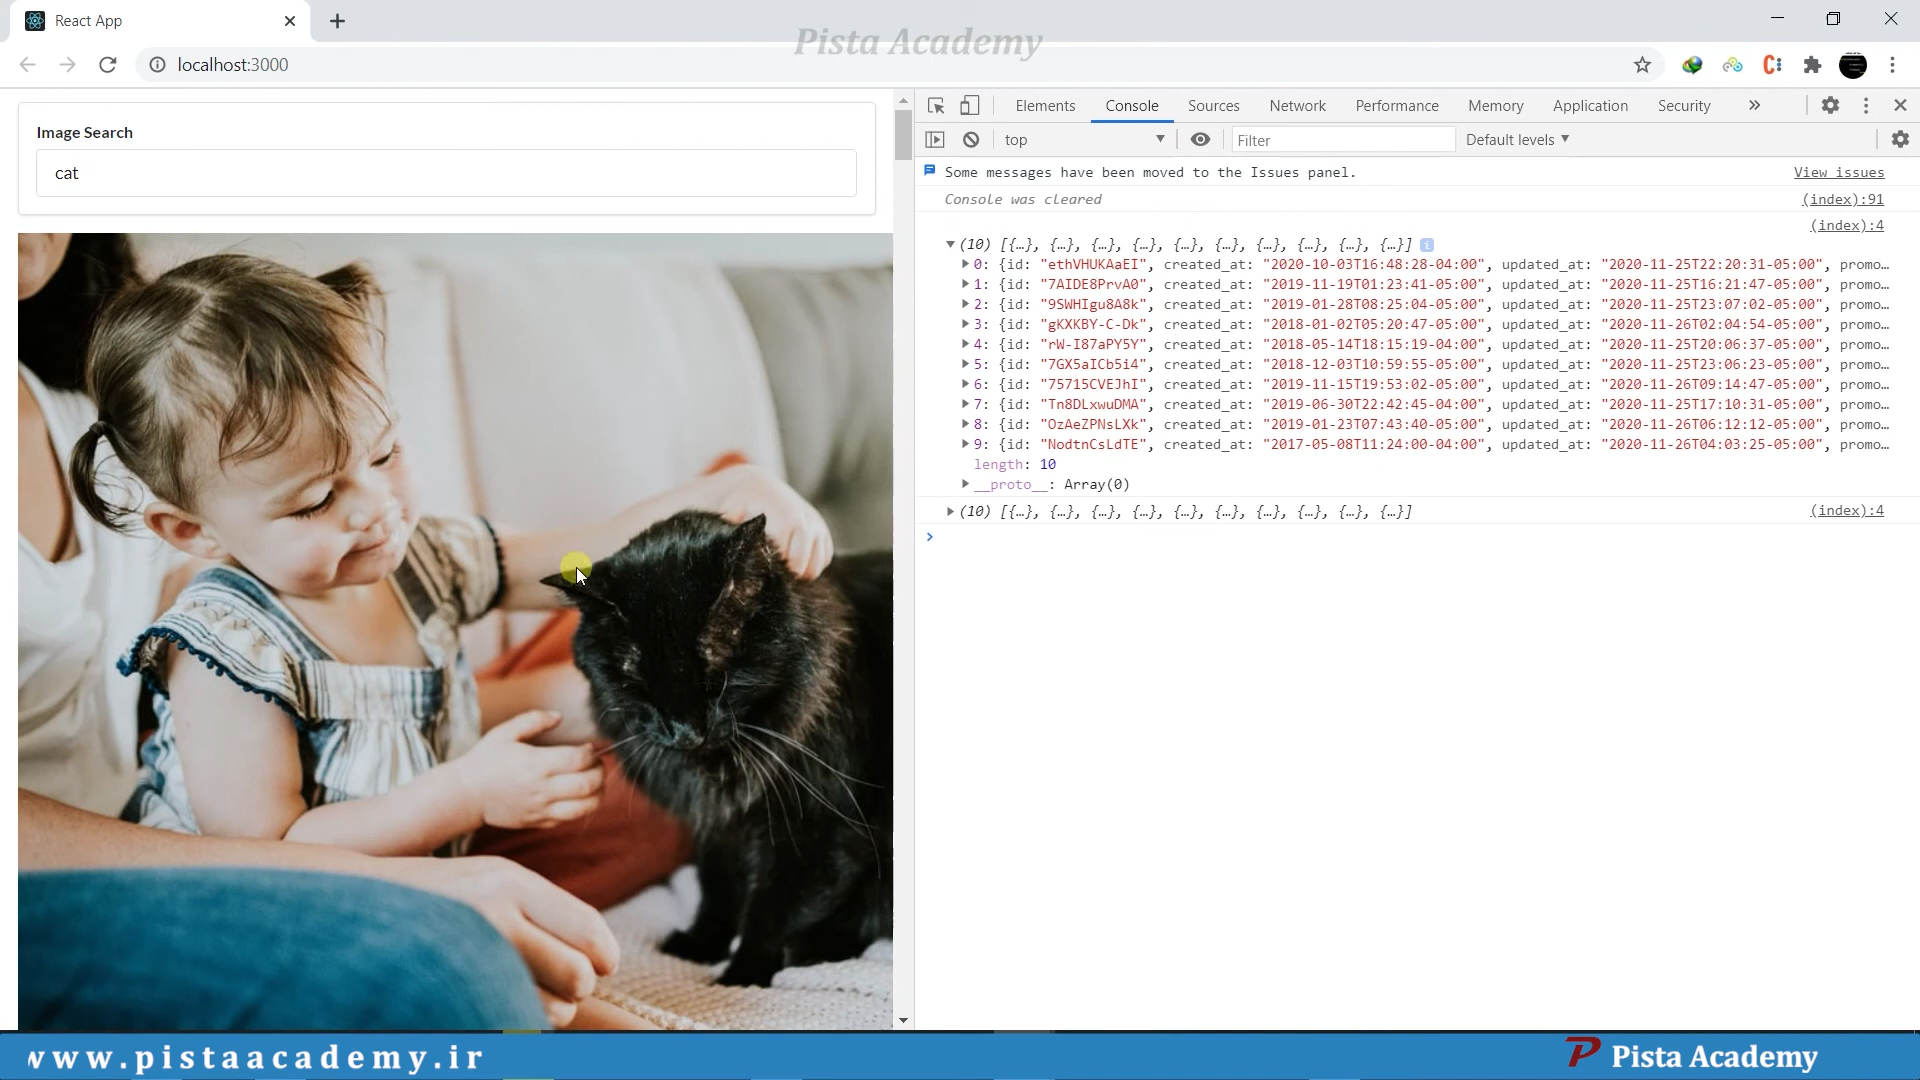 React App
Pista Academy
localhost:3000
Image Search
cat
Elements Console Sources Network Performance Memory Application Security
top Filter Default levels
Some messages have been moved to the Issues panel. View issues
Console was cleared (index):91
(index):4
(10) [{…}, {…}, {…}, {…}, {…}, {…}, {…}, {…}, {…}, {…}]
0: {id: "ethVHUKAaEI", created_at: "2020-10-03T16:48:28-04:00", updated_at: "2020-11-25T22:20:31-05:00", promo…
1: {id: "7AIDE8PrvA0", created_at: "2019-11-19T01:23:41-05:00", updated_at: "2020-11-25T16:21:47-05:00", promo…
2: {id: "9SWHIgu8A8k", created_at: "2019-01-28T08:25:04-05:00", updated_at: "2020-11-25T23:07:02-05:00", promo…
3: {id: "gKXKBY-C-Dk", created_at: "2018-01-02T05:20:47-05:00", updated_at: "2020-11-26T02:04:54-05:00", promo…
4: {id: "rW-I87aPY5Y", created_at: "2018-05-14T18:15:19-04:00", updated_at: "2020-11-25T20:06:37-05:00", promo…
5: {id: "7GX5aICb5i4", created_at: "2018-12-03T10:59:55-05:00", updated_at: "2020-11-25T23:06:23-05:00", promo…
6: {id: "75715CVEJhI", created_at: "2019-11-15T19:53:02-05:00", updated_at: "2020-11-26T09:14:47-05:00", promo…
7: {id: "Tn8DLxwuDMA", created_at: "2019-06-30T22:42:45-04:00", updated_at: "2020-11-25T17:10:31-05:00", promo…
8: {id: "OzAeZPNsLXk", created_at: "2019-01-23T07:43:40-05:00", updated_at: "2020-11-26T06:12:12-05:00", promo…
9: {id: "NodtnCsLdTE", created_at: "2017-05-08T11:24:00-04:00", updated_at: "2020-11-26T04:03:25-05:00", promo…
length: 10
__proto__: Array(0)
(10) [{…}, {…}, {…}, {…}, {…}, {…}, {…}, {…}, {…}, {…}] (index):4
www.pistaacademy.ir
Pista Academy